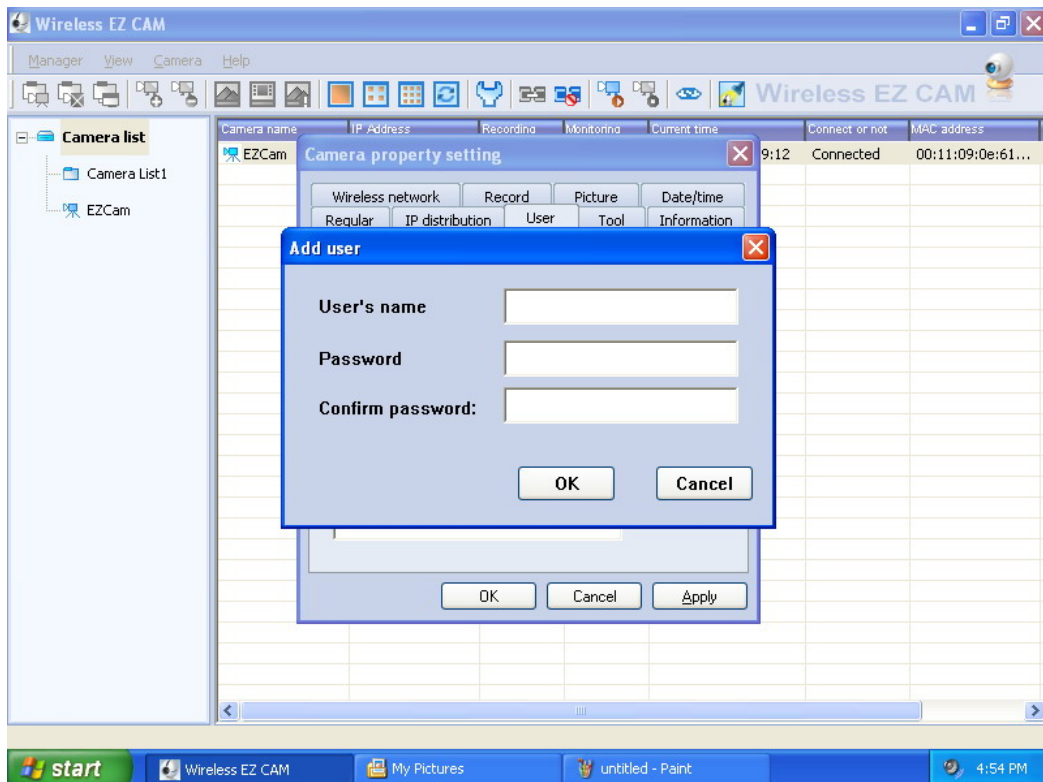 Wireless EZ CAM
Manager View Camera Help
Wireless EZ CAM
Camera list
Camera List1
EZCam
Camera name IP Address Recording Monitoring Current time Connect or not MAC address
EZCam 9:12 Connected 00:11:09:0e:61...
Camera property setting
Wireless network Record Picture Date/time
Regular IP distribution User Tool Information
Add user
User's name
Password
Confirm password:
OK Cancel
OK Cancel Apply
start Wireless EZ CAM My Pictures untitled - Paint 4:54 PM